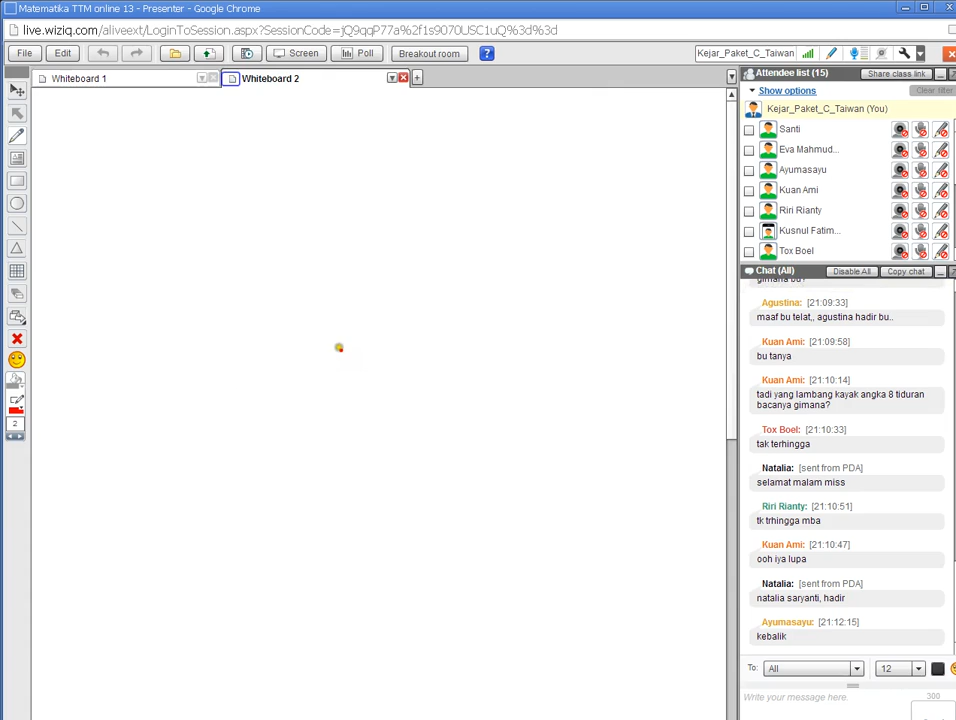 Matematika TTM online 13 - Presenter - Google Chrome
live.wiziq.com/aliveext/LoginToSession.aspx?SessionCode=jQ9qqP77a%2f1s9070USC1uQ%3d%3d
File Edit Screen Poll Breakout room ? Kejar_Paket_C_Taiwan
Whiteboard 1 Whiteboard 2
Attendee list (15) Share class link
Show options Clear filter
Kejar_Paket_C_Taiwan (You)
Santi
Eva Mahmud...
Ayumasayu
Kuan Ami
Riri Rianty
Kusnul Fatim...
Tox Boel
Chat (All) Disable All Copy chat
gimana bu?
Agustina: [21:09:33]
maaf bu telat,, agustina hadir bu..
Kuan Ami: [21:09:58]
bu tanya
Kuan Ami: [21:10:14]
tadi yang lambang kayak angka 8 tiduran
bacanya gimana?
Tox Boel: [21:10:33]
tak terhingga
Natalia: [sent from PDA]
selamat malam miss
Riri Rianty: [21:10:51]
tk trhingga mba
Kuan Ami: [21:10:47]
ooh iya lupa
Natalia: [sent from PDA]
natalia saryanti, hadir
Ayumasayu: [21:12:15]
kebalik
To: All 12
Write your message here. 300
2